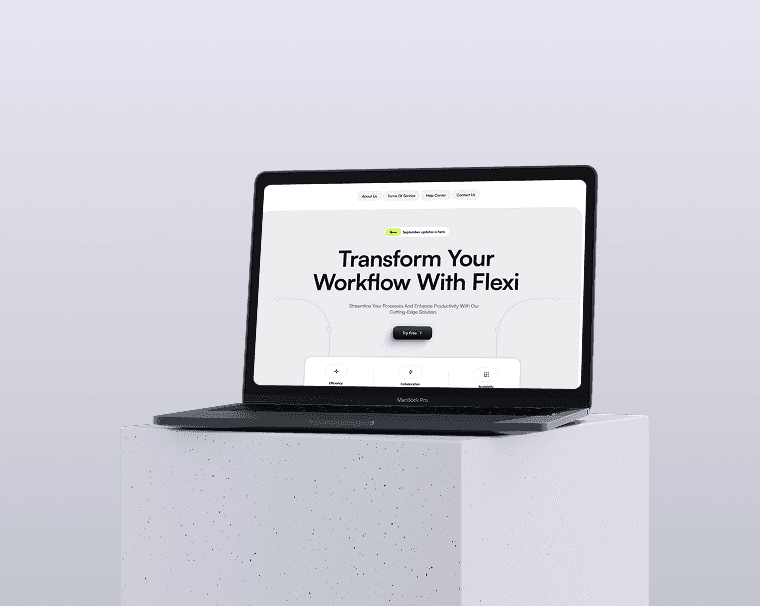 About Us Terms Of Service Help Center Contact Us
New September updates is here
Transform Your
Workflow With Flexi
Streamline Your Processes And Enhance Productivity With Our
Cutting-Edge Solution.
Try Free
Efficiency Collaboration Scalability
MacBook Pro